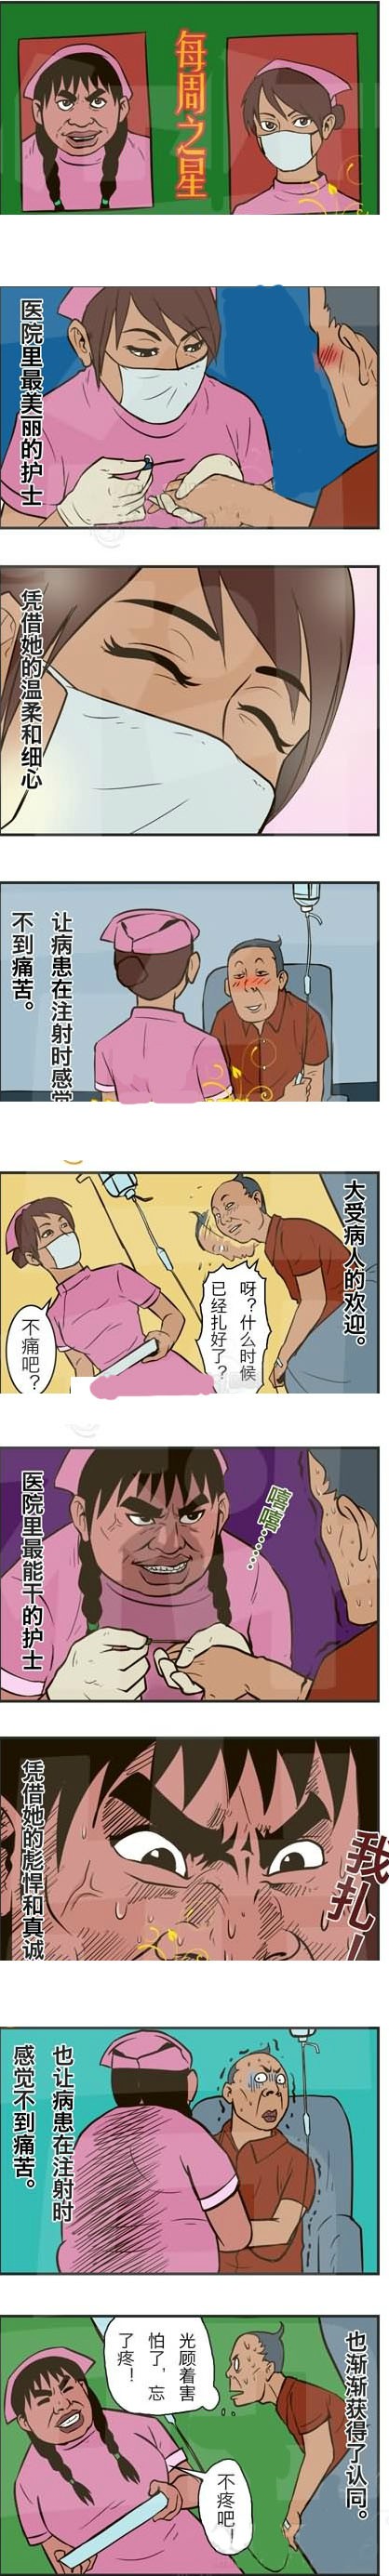 每周之星
医院里最美丽的护士
凭借她的温柔和细心
让病患在注射时感觉
不到痛苦。
大受病人的欢迎。
呀？什么时候
已经扎好了？
不痛吧？
医院里最能干的护士
嘻嘻……
凭借她的彪悍和真诚
我扎！
也让病患在注射时
感觉不到痛苦。
也渐渐获得了认同。
光顾着害
怕了，忘
了疼！
不疼吧！